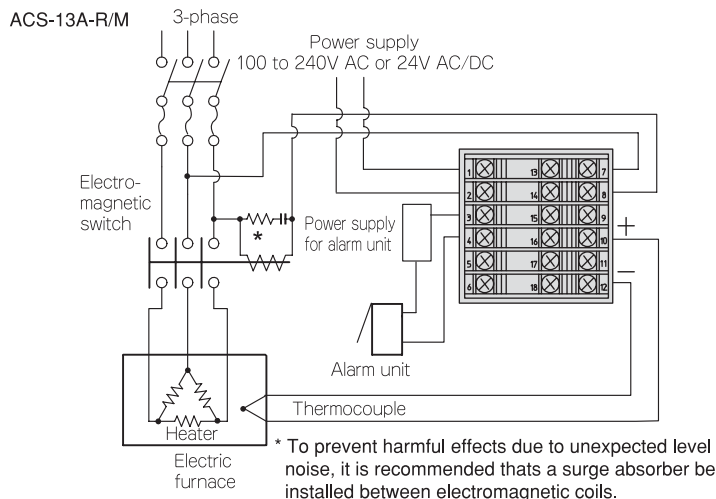 ACS-13A-R/M
3-phase
Power supply
100 to 240V AC or 24V AC/DC
Electro-
magnetic
switch
*
Power supply
for alarm unit
1 13 7
2 14 8
3 15 9
4 16 10
5 17 11
6 18 12
+
−
Alarm unit
Thermocouple
Heater
Electric
furnace
* To prevent harmful effects due to unexpected level
noise, it is recommended thats a surge absorber be
installed between electromagnetic coils.